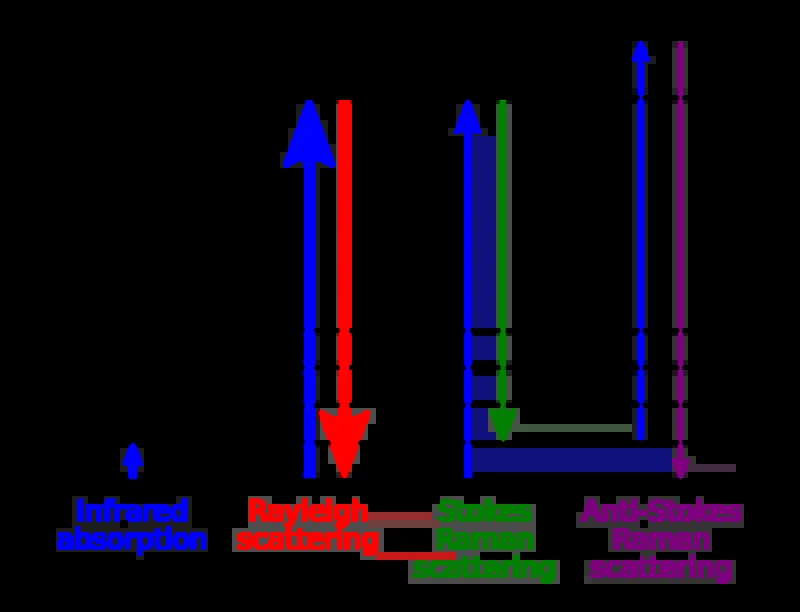 Infrared
absorption
Rayleigh
scattering
Stokes
Raman
scattering
Anti-Stokes
Raman
scattering